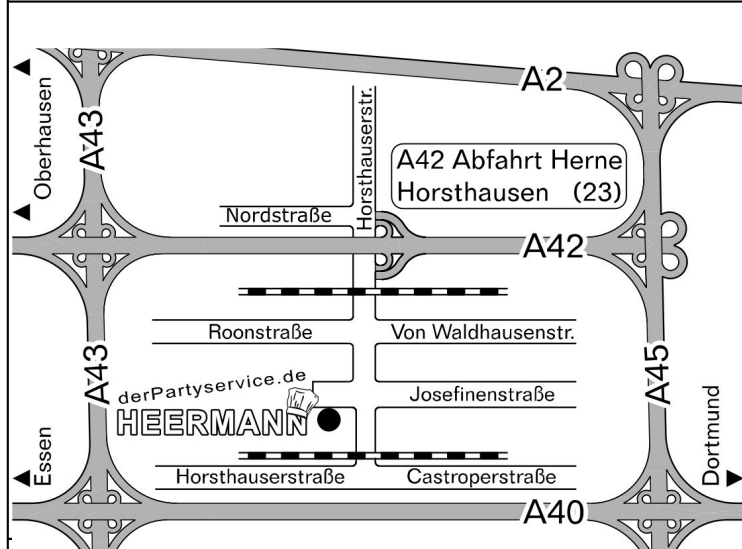 A2
Oberhausen
A43
Horsthauserstr.
A42 Abfahrt Herne
Horsthausen (23)
Nordstraße
A42
Roonstraße
Von Waldhausenstr.
A43
A45
derPartyservice.de
HEERMANN
Josefinenstraße
Essen
Dortmund
Horsthauserstraße
Castroperstraße
A40